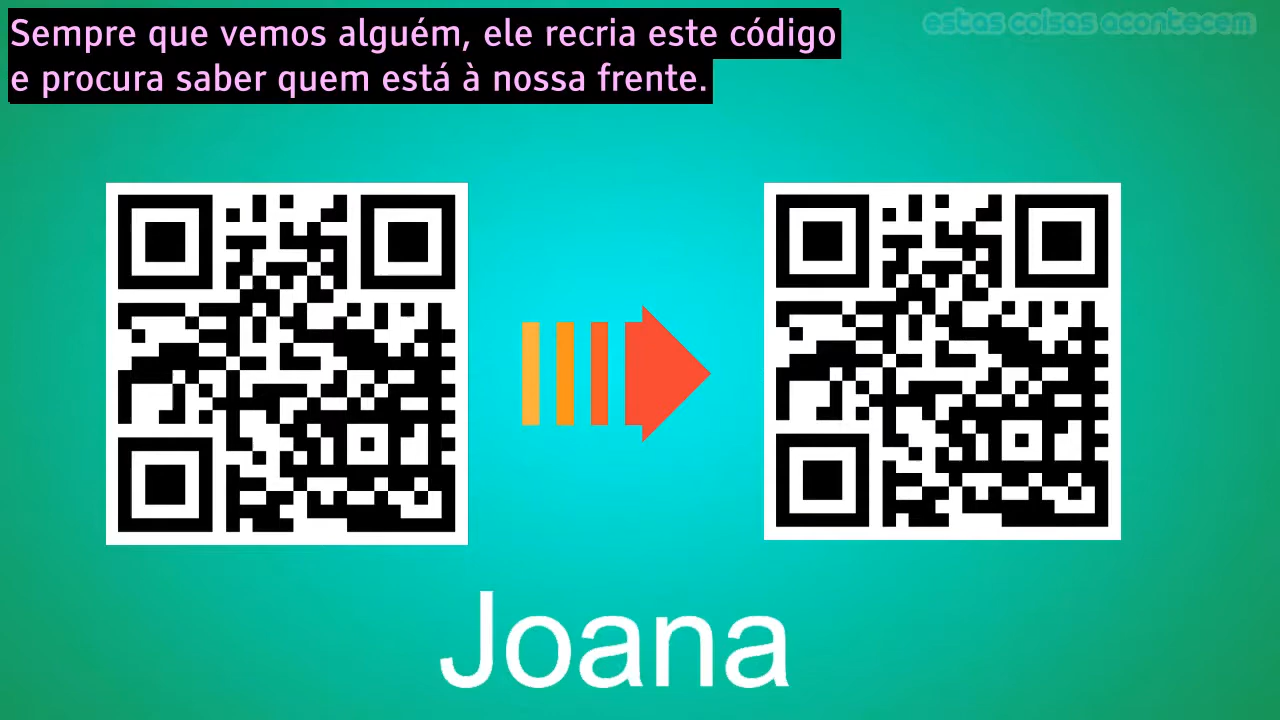 Sempre que vemos alguém, ele recria este código
e procura saber quem está à nossa frente.
estas coisas acontecem
Joana